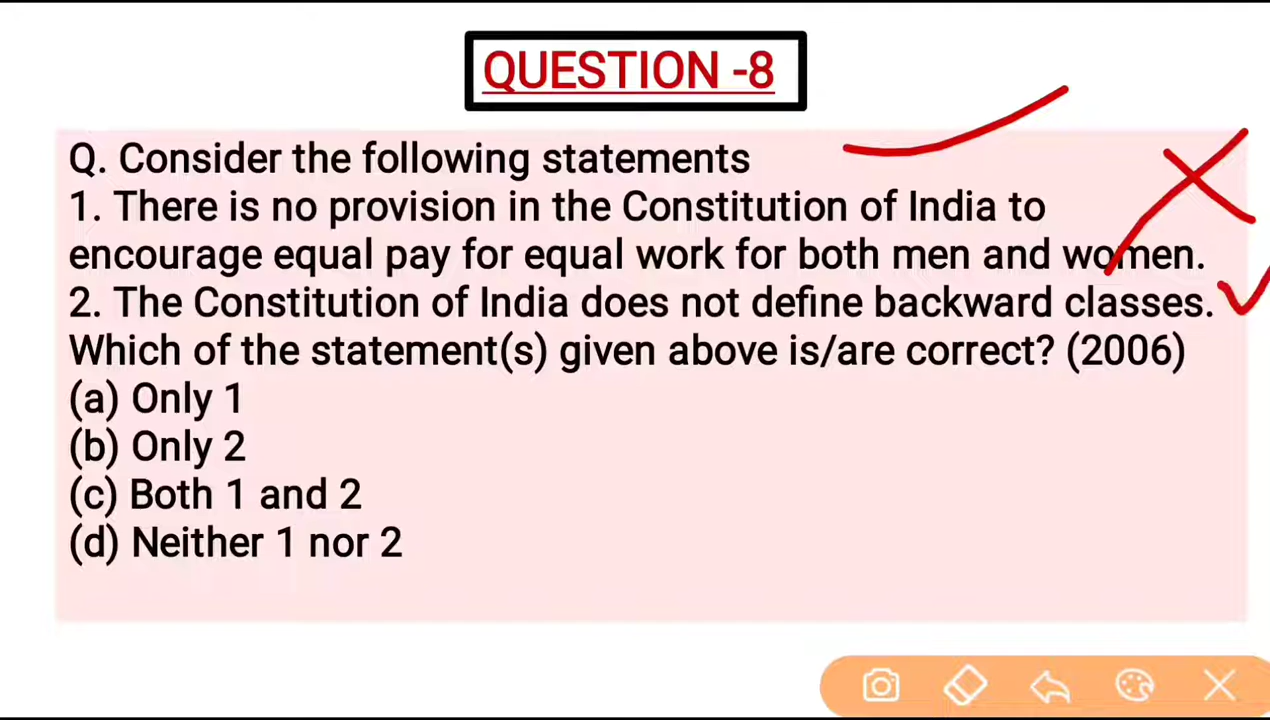 QUESTION -8
Q. Consider the following statements
1. There is no provision in the Constitution of India to
encourage equal pay for equal work for both men and women.
2. The Constitution of India does not define backward classes.
Which of the statement(s) given above is/are correct? (2006)
(a) Only 1
(b) Only 2
(c) Both 1 and 2
(d) Neither 1 nor 2